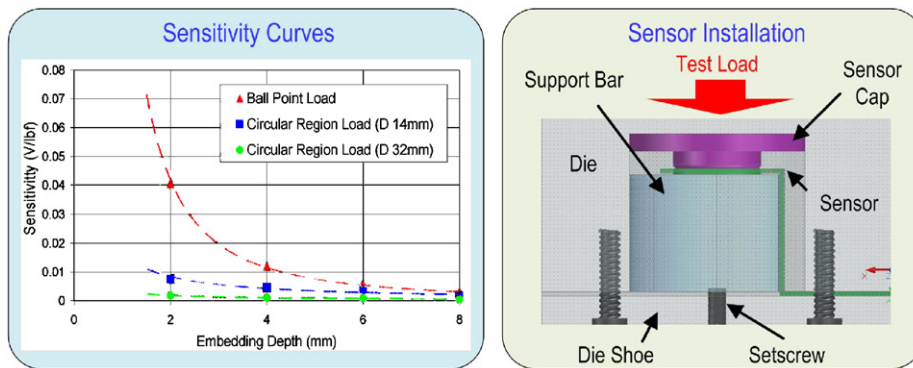 Sensitivity Curves
0.08
0.07
0.06
0.05
0.04
0.03
0.02
0.01
0
Sensitivitty (V/lbf)
Ball Point Load
Circular Region Load (D 14mm)
Circular Region Load (D 32mm)
0
2
4
6
8
Embedding Depth (mm)
Sensor Installation
Test Load
Support Bar
Sensor
Cap
Die
Sensor
Die Shoe
Setscrew